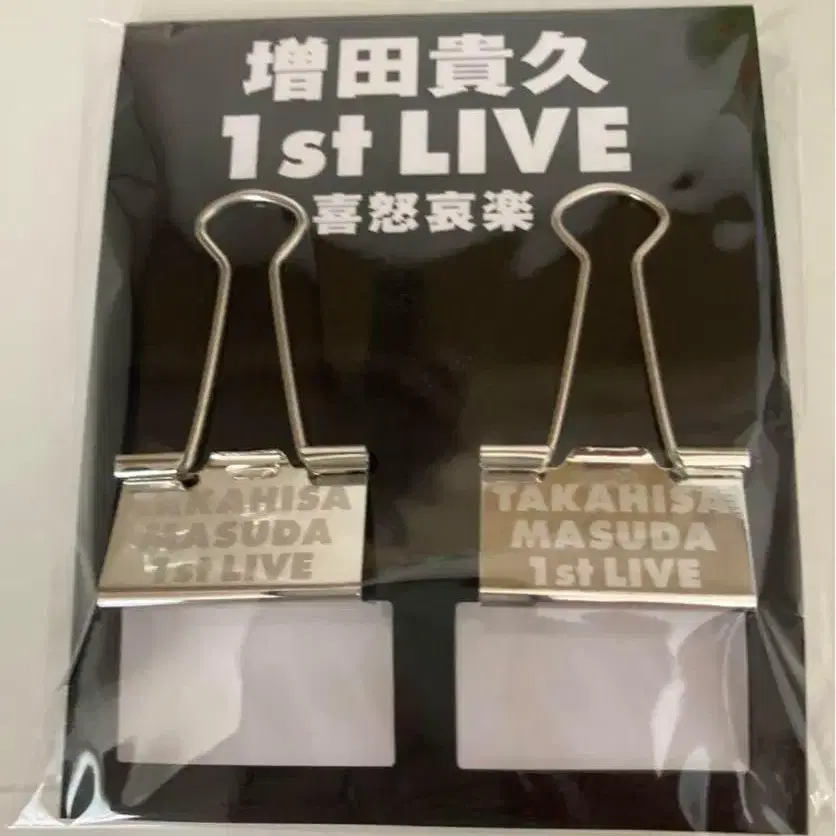 増田貴久
1st LIVE
喜怒哀楽
TAKAHISA
MASUDA
1st LIVE
TAKAHISA
MASUDA
1st LIVE